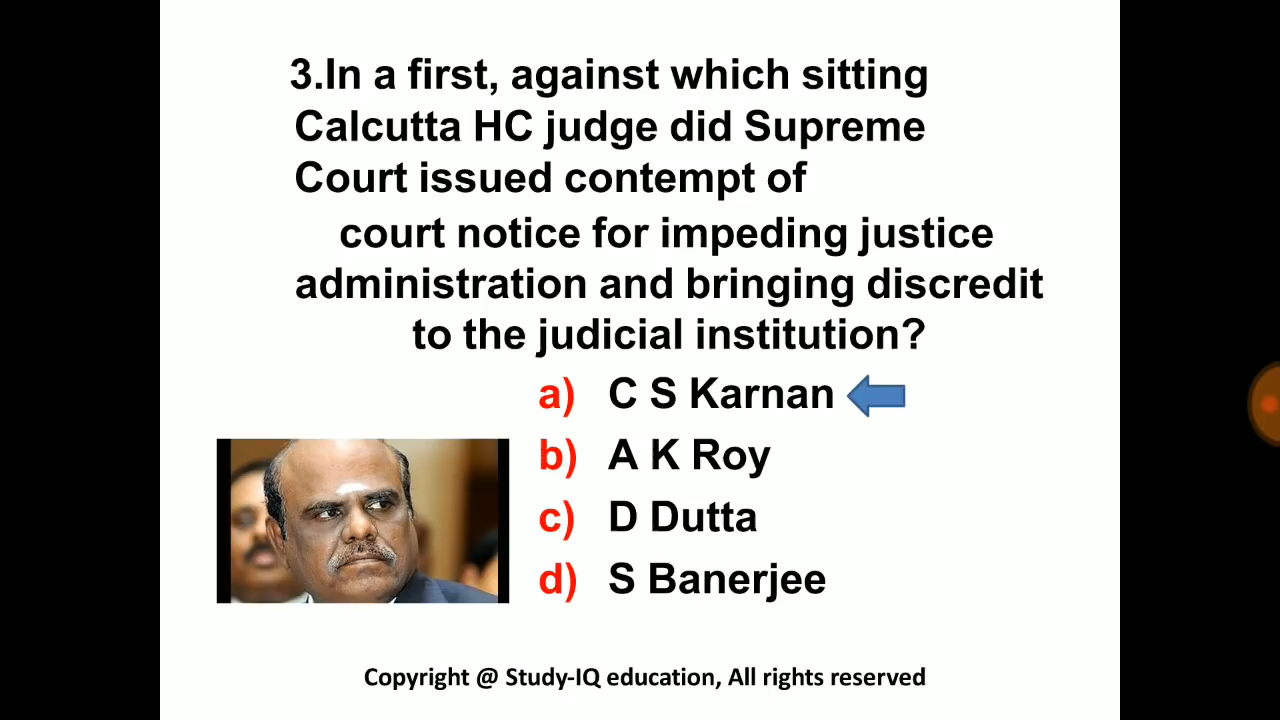 3.In a first, against which sitting
Calcutta HC judge did Supreme
Court issued contempt of
court notice for impeding justice
administration and bringing discredit
to the judicial institution?
a) C S Karnan
b) A K Roy
c) D Dutta
d) S Banerjee
Copyright @ Study-IQ education, All rights reserved